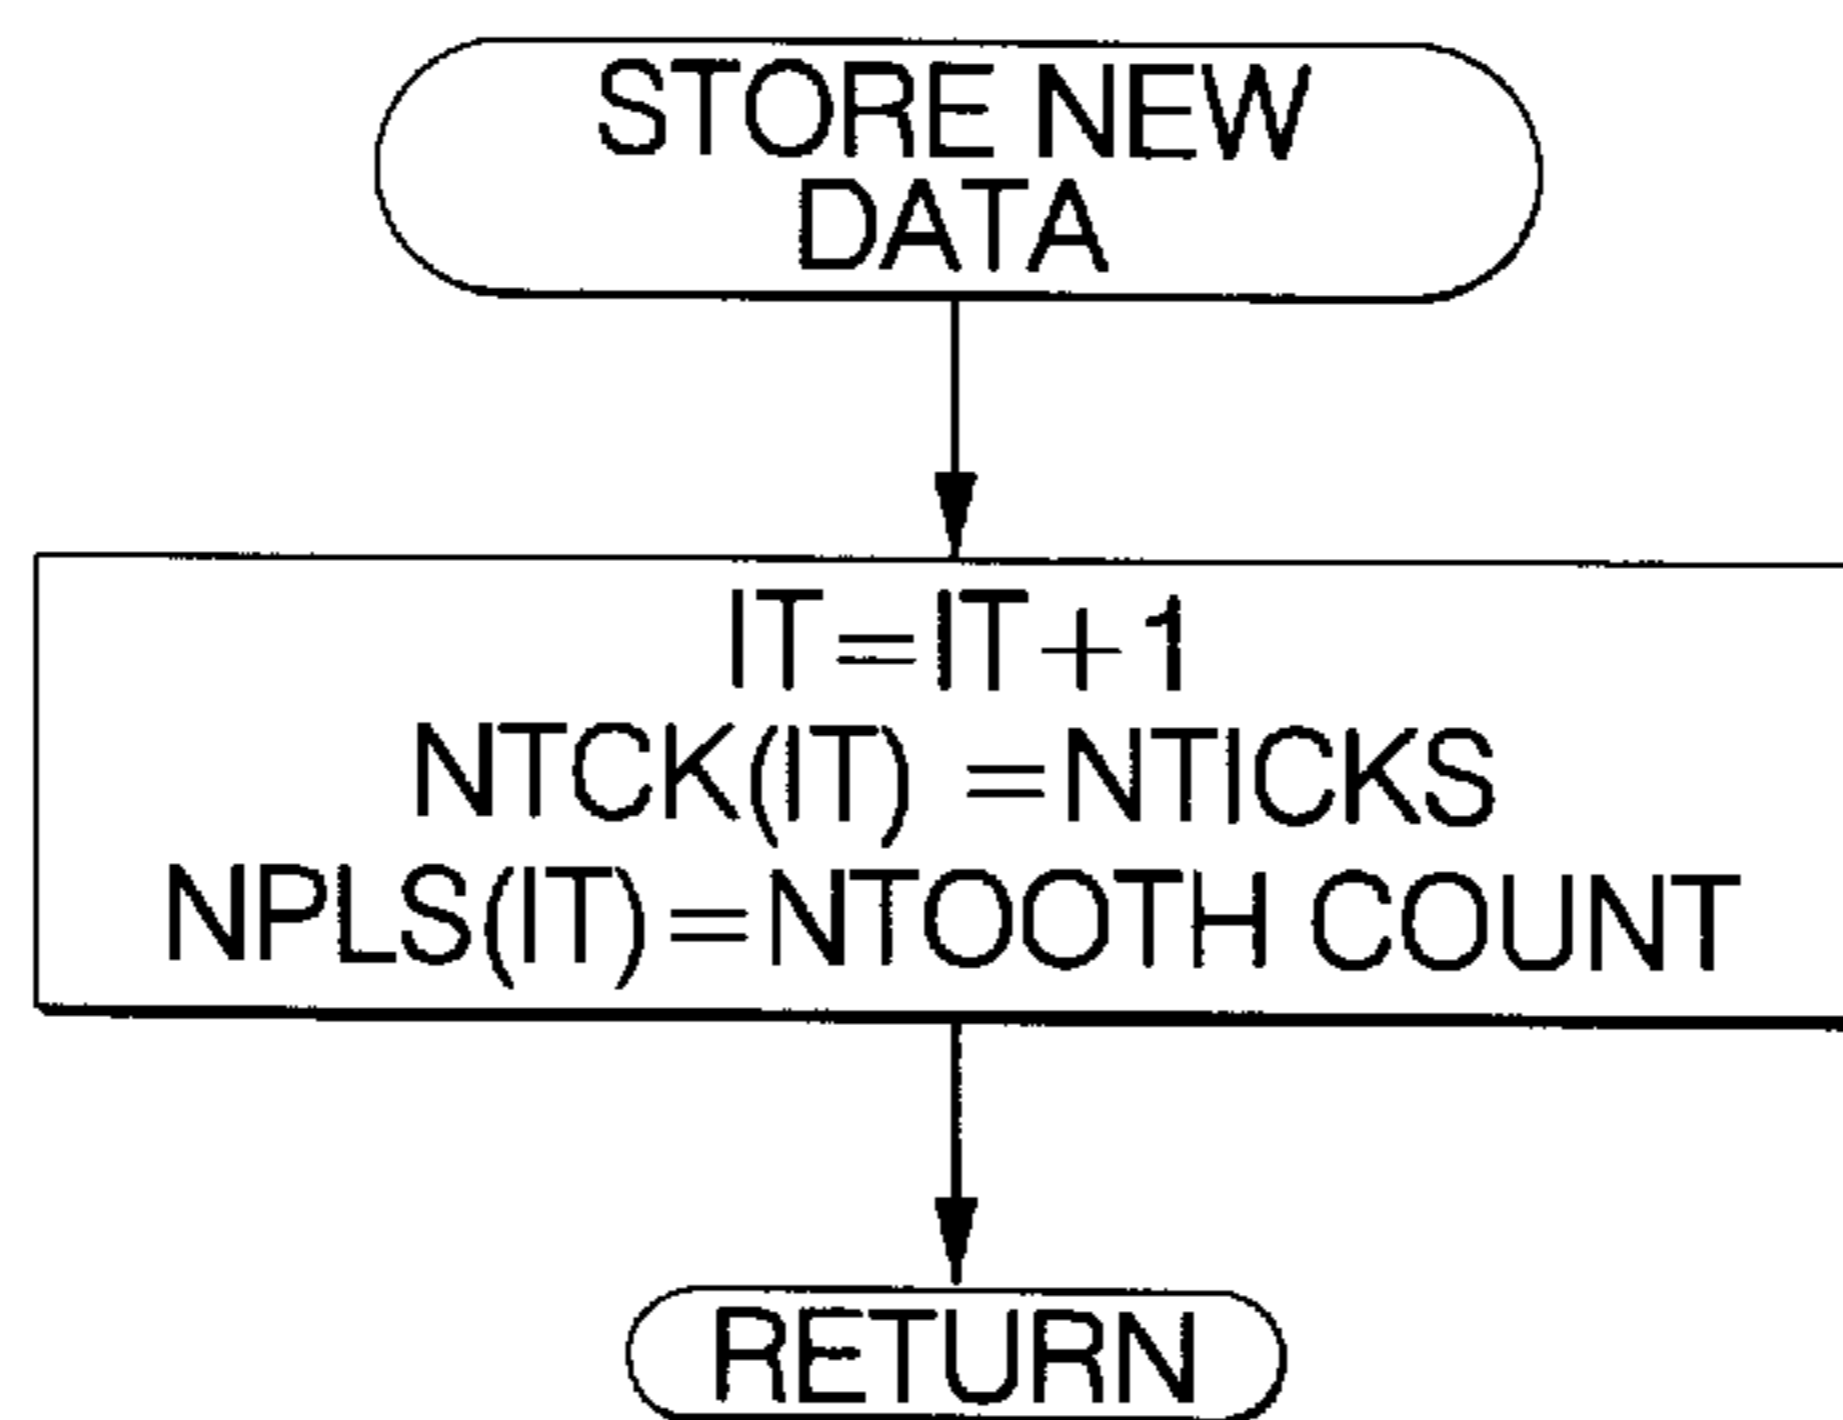 STORE NEW
DATA
IT=IT+1
NTCK(IT) =NTICKS
NPLS(IT)=NTOOTH COUNT
RETURN